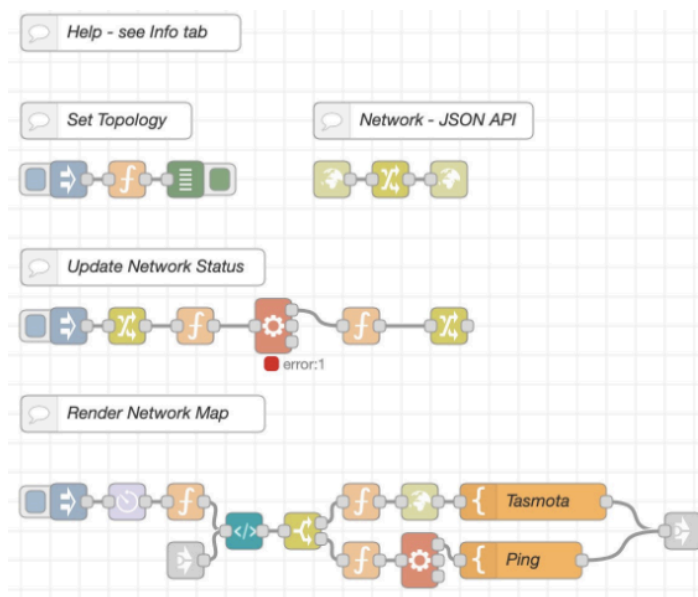 Help - see Info tab
Set Topology
Network - JSON API
Update Network Status
error:1
Render Network Map
Tasmota
Ping